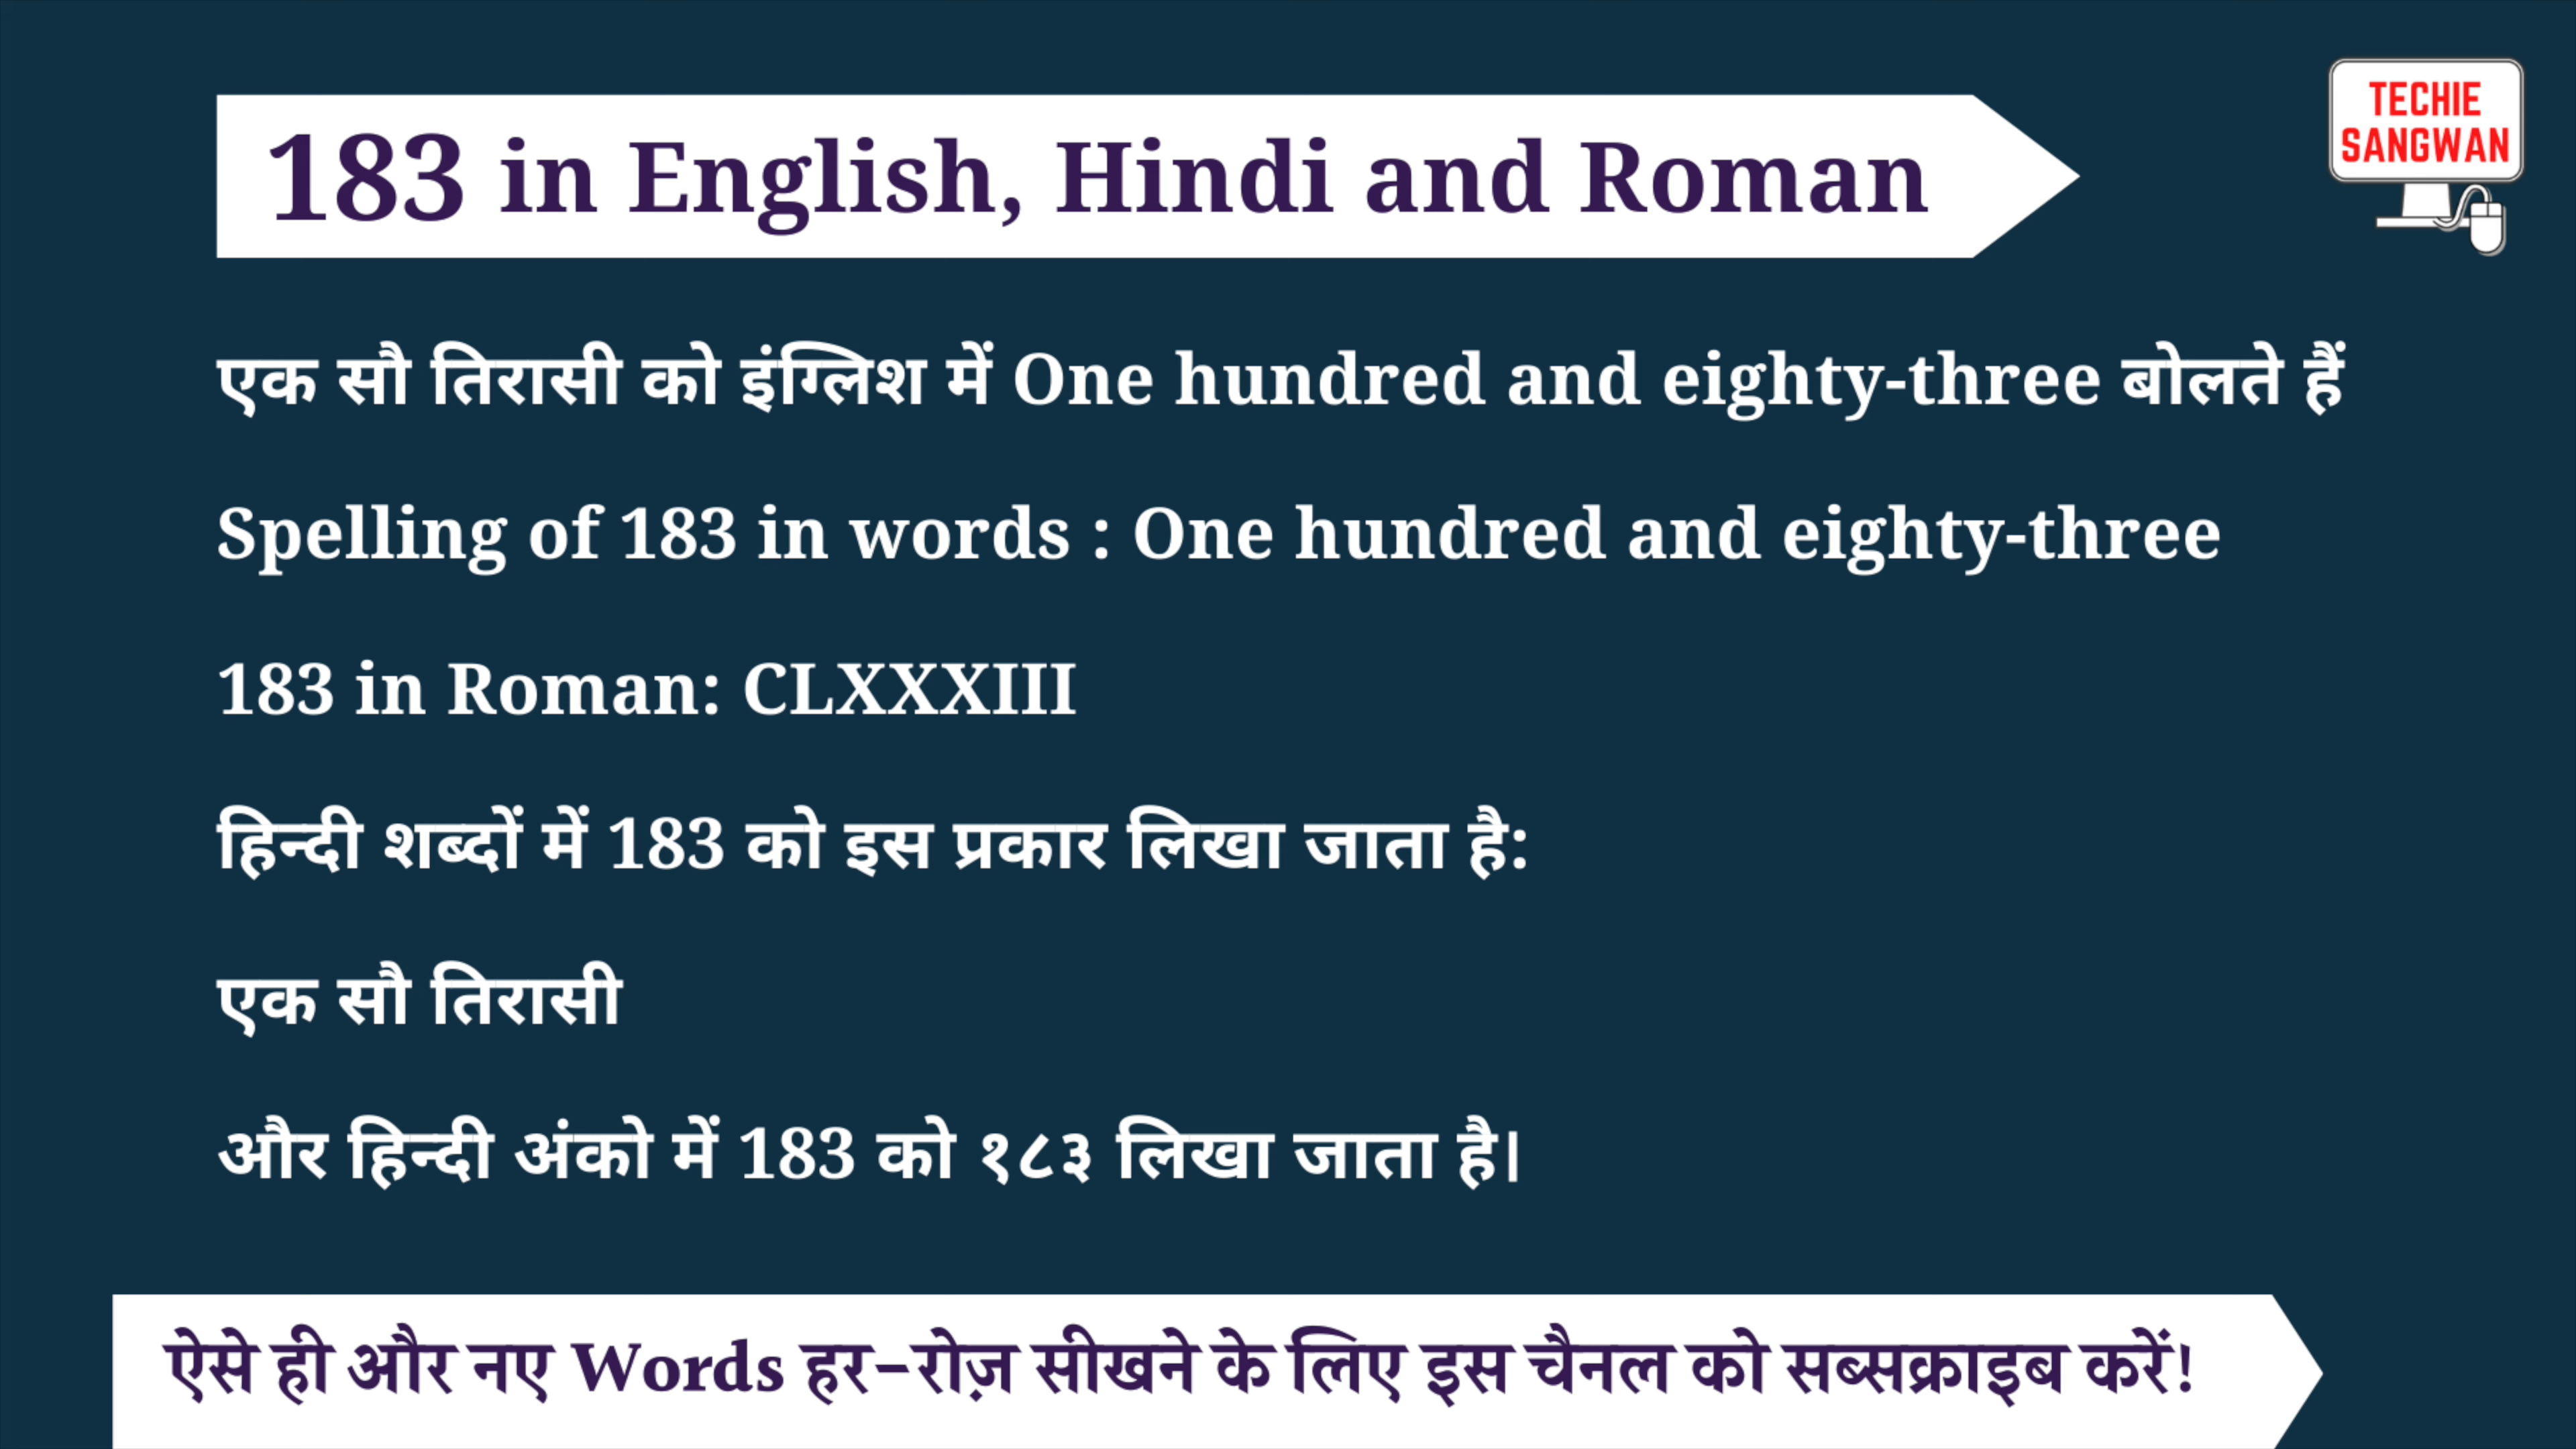 183 in English, Hindi and Roman
TECHIE
SANGWAN
एक सौ तिरासी को इंग्लिश में One hundred and eighty-three बोलते हैं
Spelling of 183 in words : One hundred and eighty-three
183 in Roman: CLXXXIII
हिन्दी शब्दों में 183 को इस प्रकार लिखा जाता है:
एक सौ तिरासी
और हिन्दी अंको में 183 को १८३ लिखा जाता है।
ऐसे ही और नए Words हर-रोज़ सीखने के लिए इस चैनल को सब्सक्राइब करें!